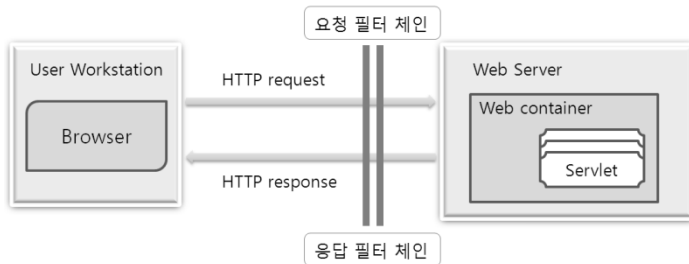 요청 필터 체인
User Workstation
HTTP request
Web Server
Web container
Browser
Servlet
HTTP response
응답 필터 체인